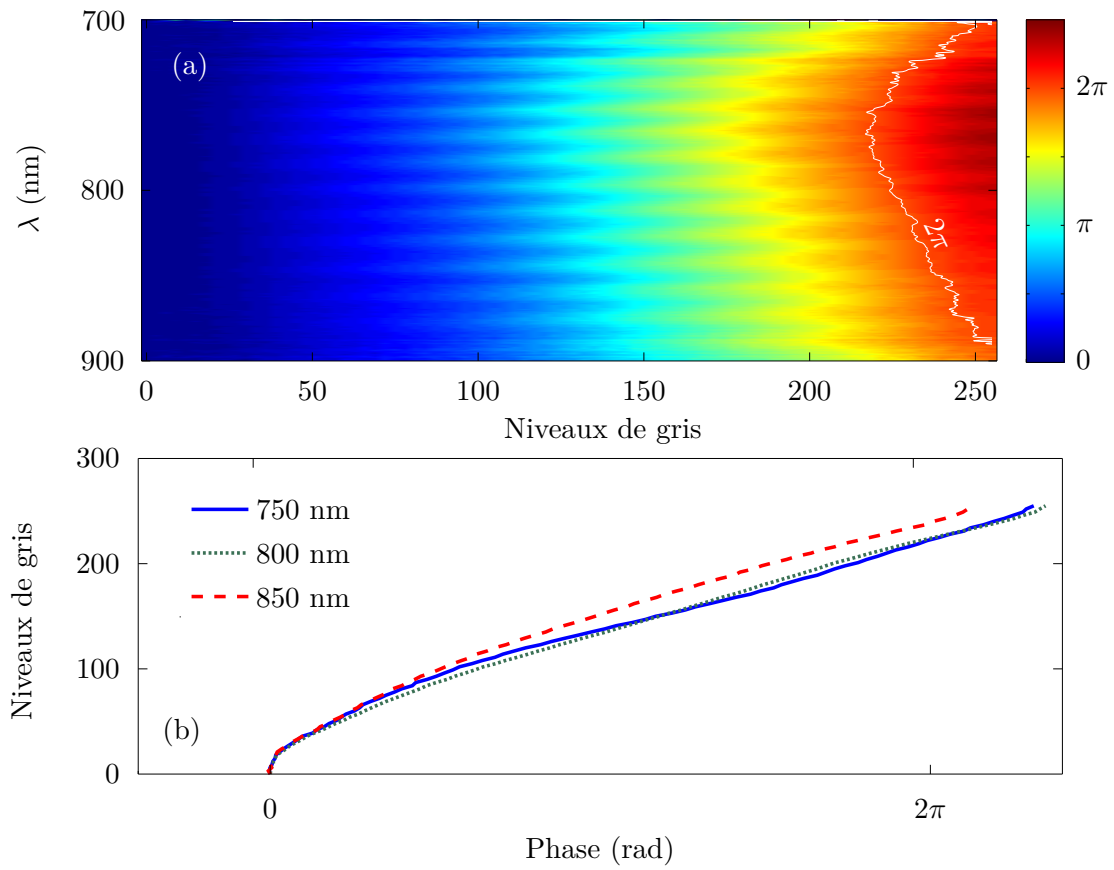 700
800
900
λ (nm)
(a)
2π
0
50
100
150
200
250
Niveaux de gris
2π
π
0
300
200
100
0
Niveaux de gris
750 nm
800 nm
850 nm
(b)
0
2π
Phase (rad)